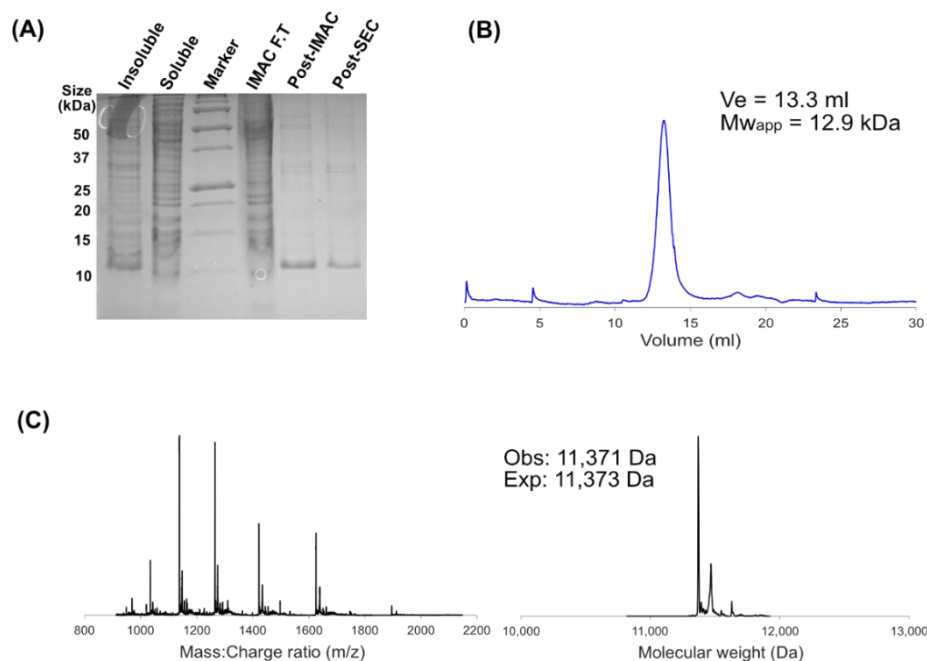 (A)
Insoluble
Soluble
Marker
IMAC F.T
Post-IMAC
Post-SEC
Size
(kDa)
50
37
25
20
15
10
(B)
Ve = 13.3 ml
Mwapp = 12.9 kDa
0 5 10 15 20 25 30
Volume (ml)
(C)
Obs: 11,371 Da
Exp: 11,373 Da
800 1000 1200 1400 1600 1800 2000 2200
Mass:Charge ratio (m/z)
10,000 11,000 12,000 13,000
Molecular weight (Da)